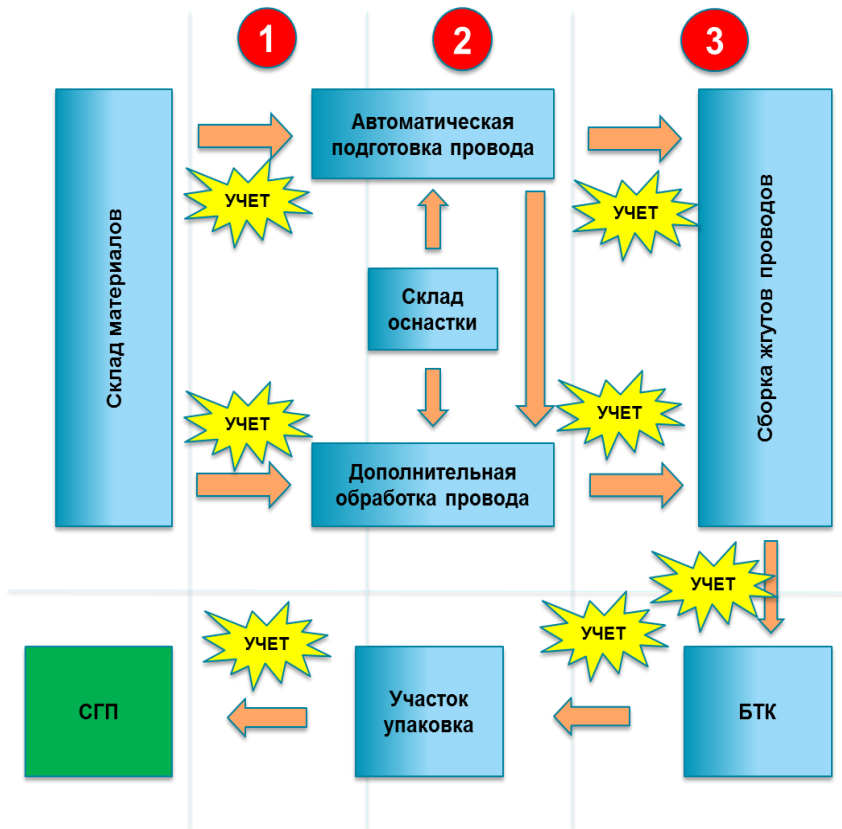 1
2
3
Автоматическая
подготовка провода
УЧЕТ
УЧЕТ
Склад материалов
Склад
оснастки
Сборка жгутов проводов
УЧЕТ
УЧЕТ
Дополнительная
обработка провода
УЧЕТ
УЧЕТ
УЧЕТ
СГП
Участок
упаковка
БТК